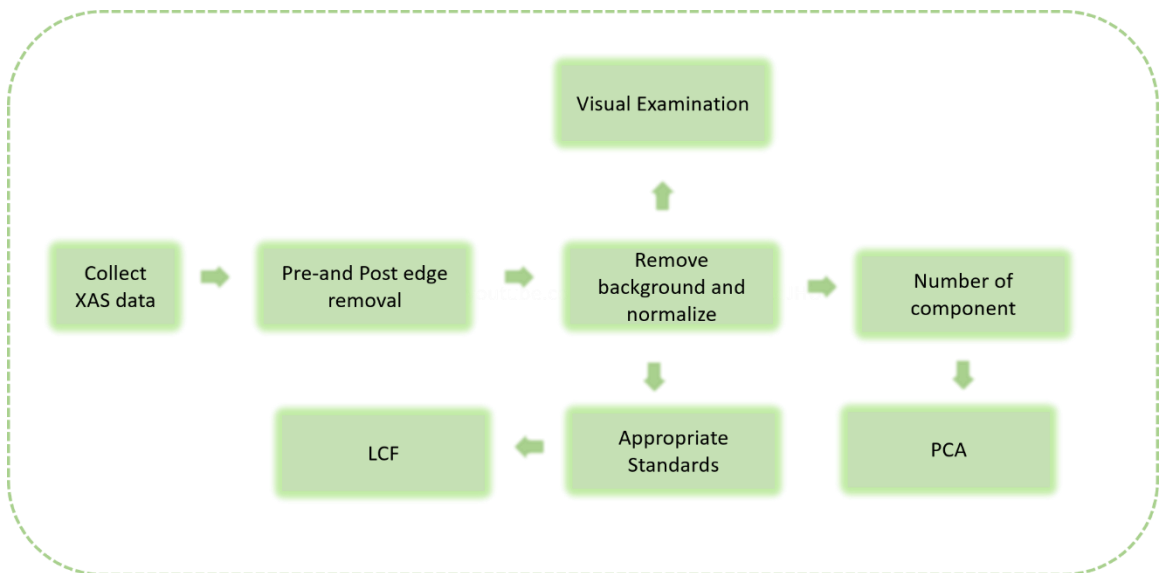 Visual Examination
Collect
XAS data
Pre-and Post edge
removal
Remove
background and
normalize
Number of
component
LCF
Appropriate
Standards
PCA